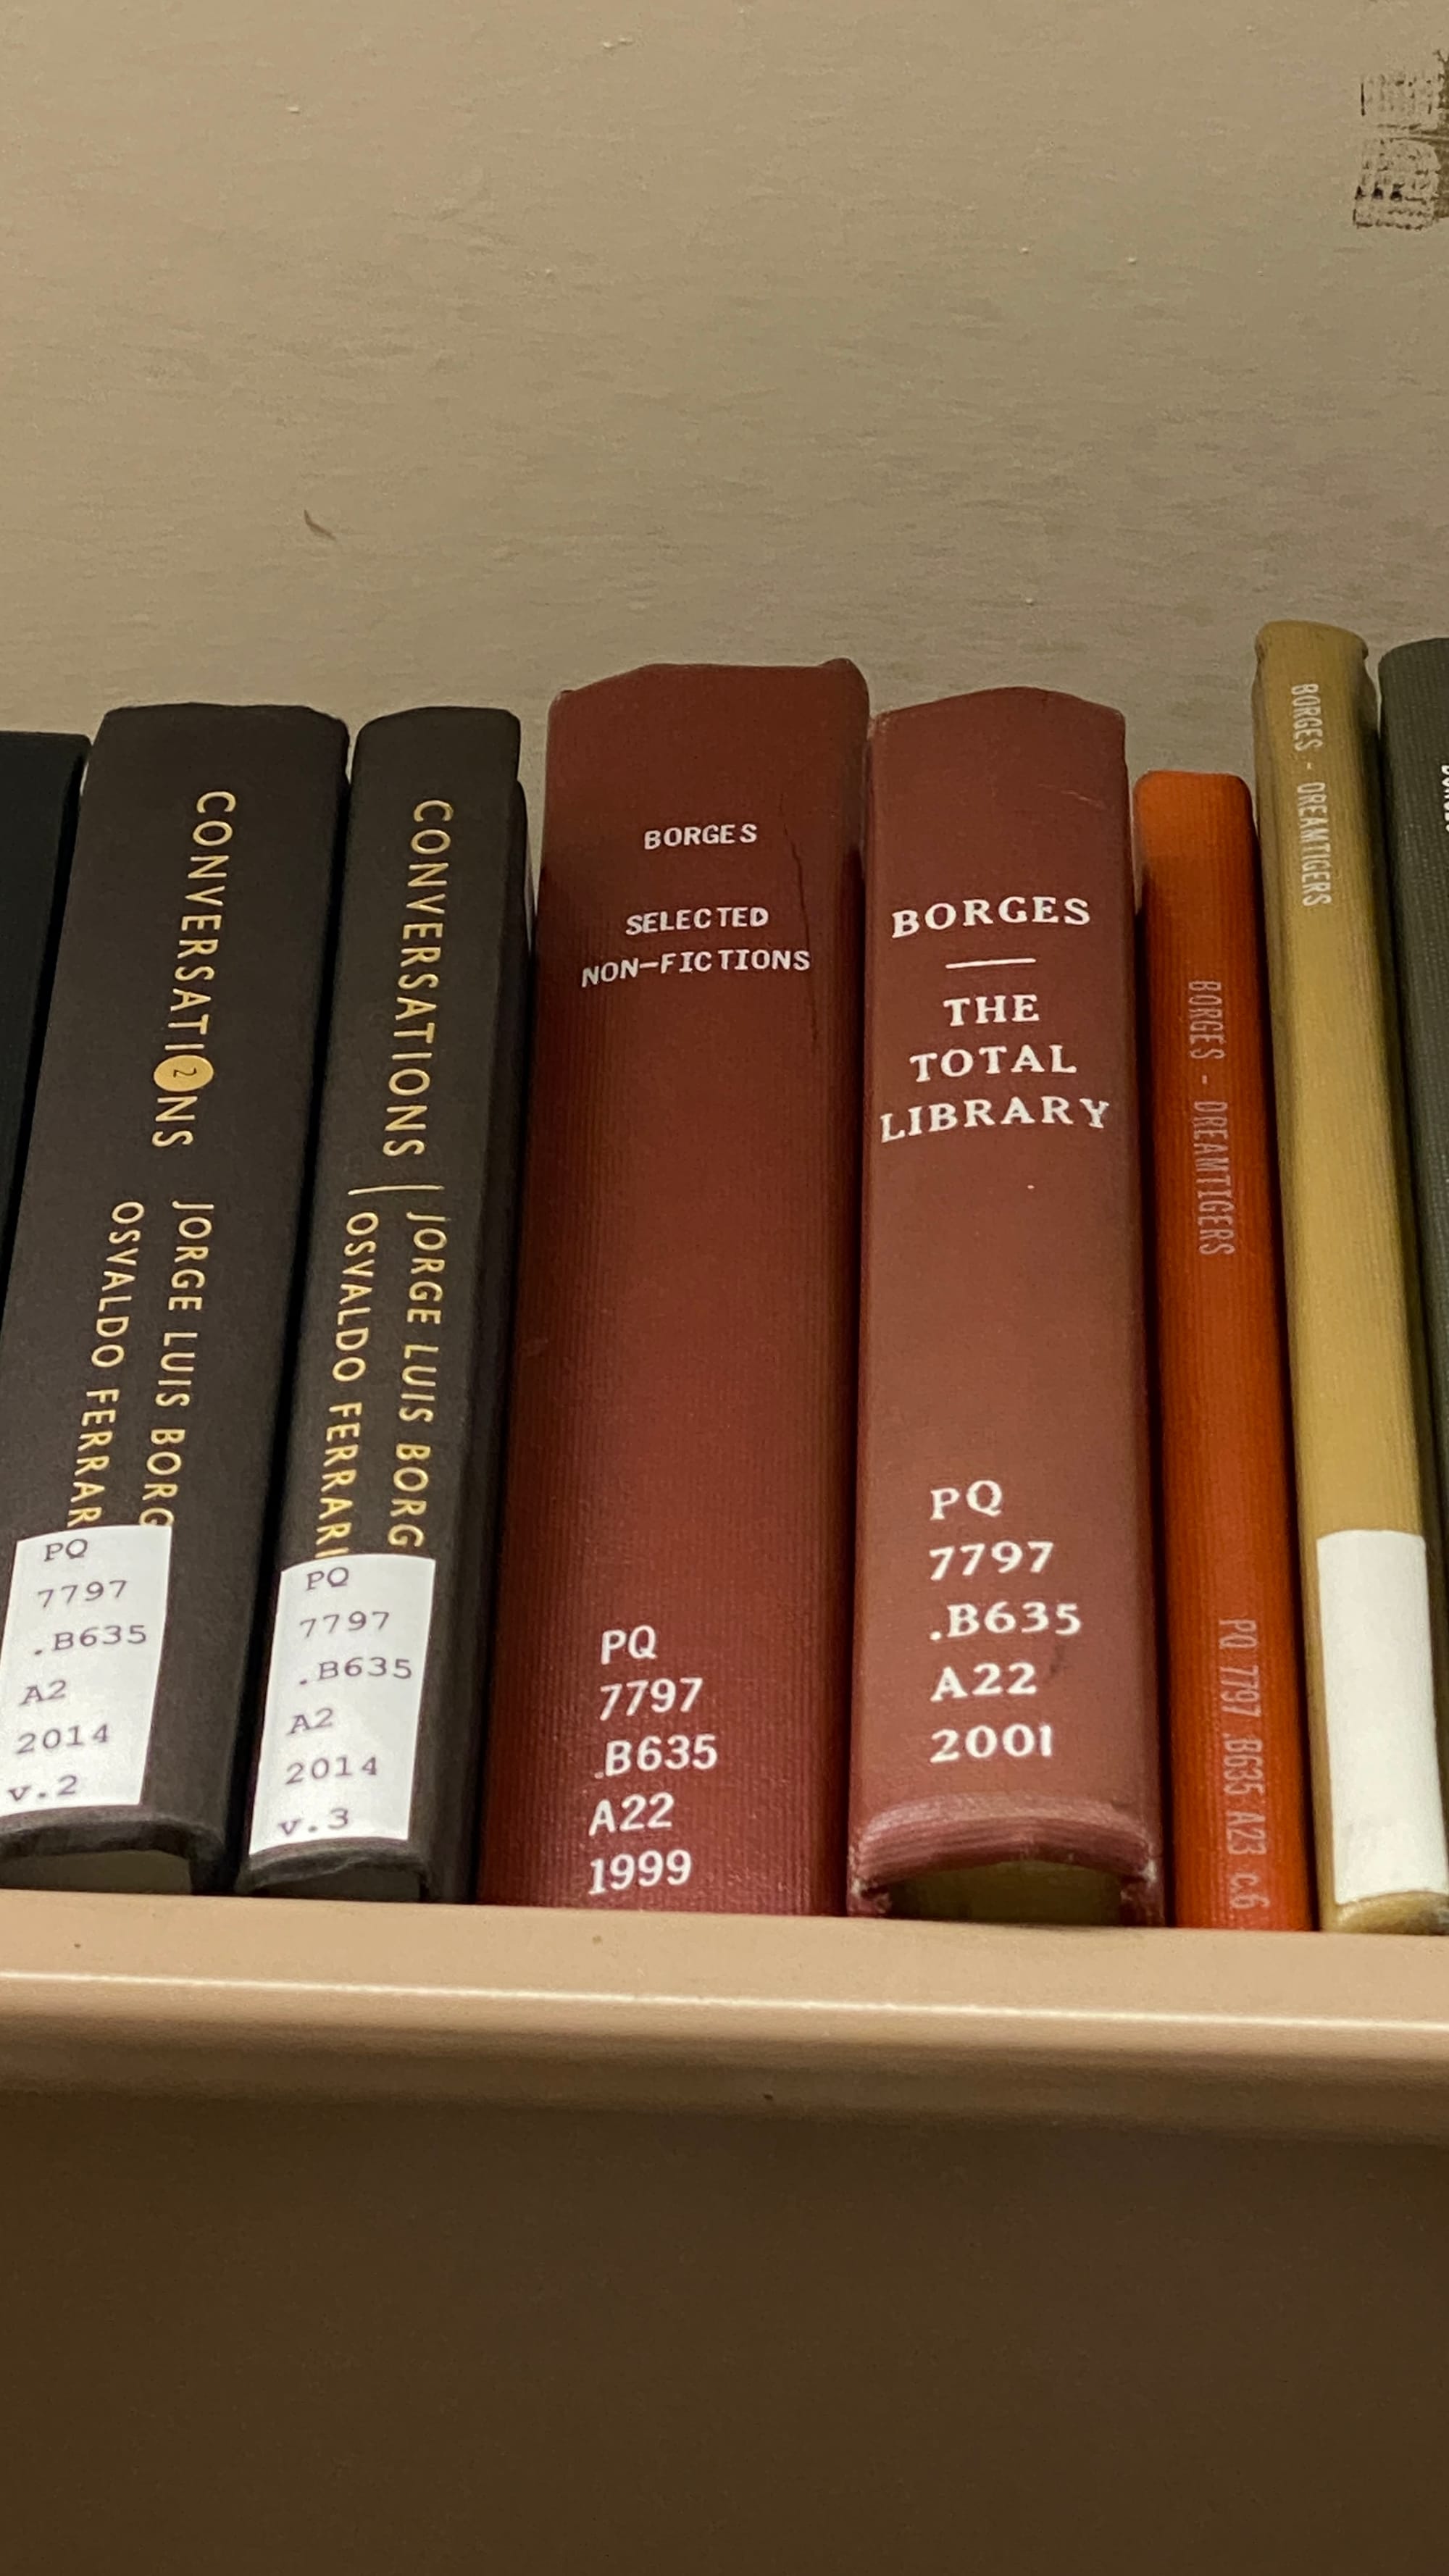 CONVERSATIONS
2
JORGE LUIS BORG
OSVALDO FERRAR
PQ
7797
.B635
A2
2014
v.2
CONVERSATIONS
JORGE LUIS BORG
OSVALDO FERRARI
PQ
7797
.B635
A2
2014
v.3
BORGES
SELECTED
NON-FICTIONS
PQ
7797
.B635
A22
1999
BORGES
THE
TOTAL
LIBRARY
PQ
7797
.B635
A22
2001
BORGES - DREAMTIGERS
PQ 7797 .B635 A23 c.6
BORGES - DREAMTIGERS